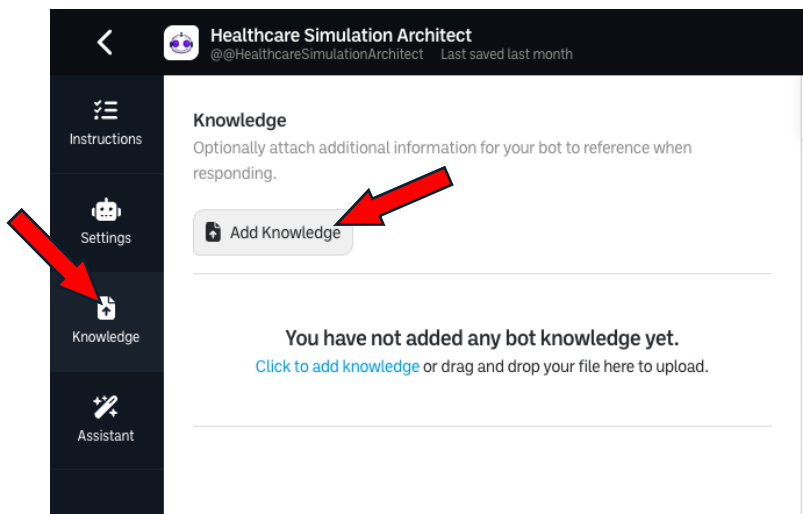 Healthcare Simulation Architect
@@HealthcareSimulationArchitect Last saved last month
Instructions
Settings
Knowledge
Assistant
Knowledge
Optionally attach additional information for your bot to reference when
responding.
Add Knowledge
You have not added any bot knowledge yet.
Click to add knowledge or drag and drop your file here to upload.